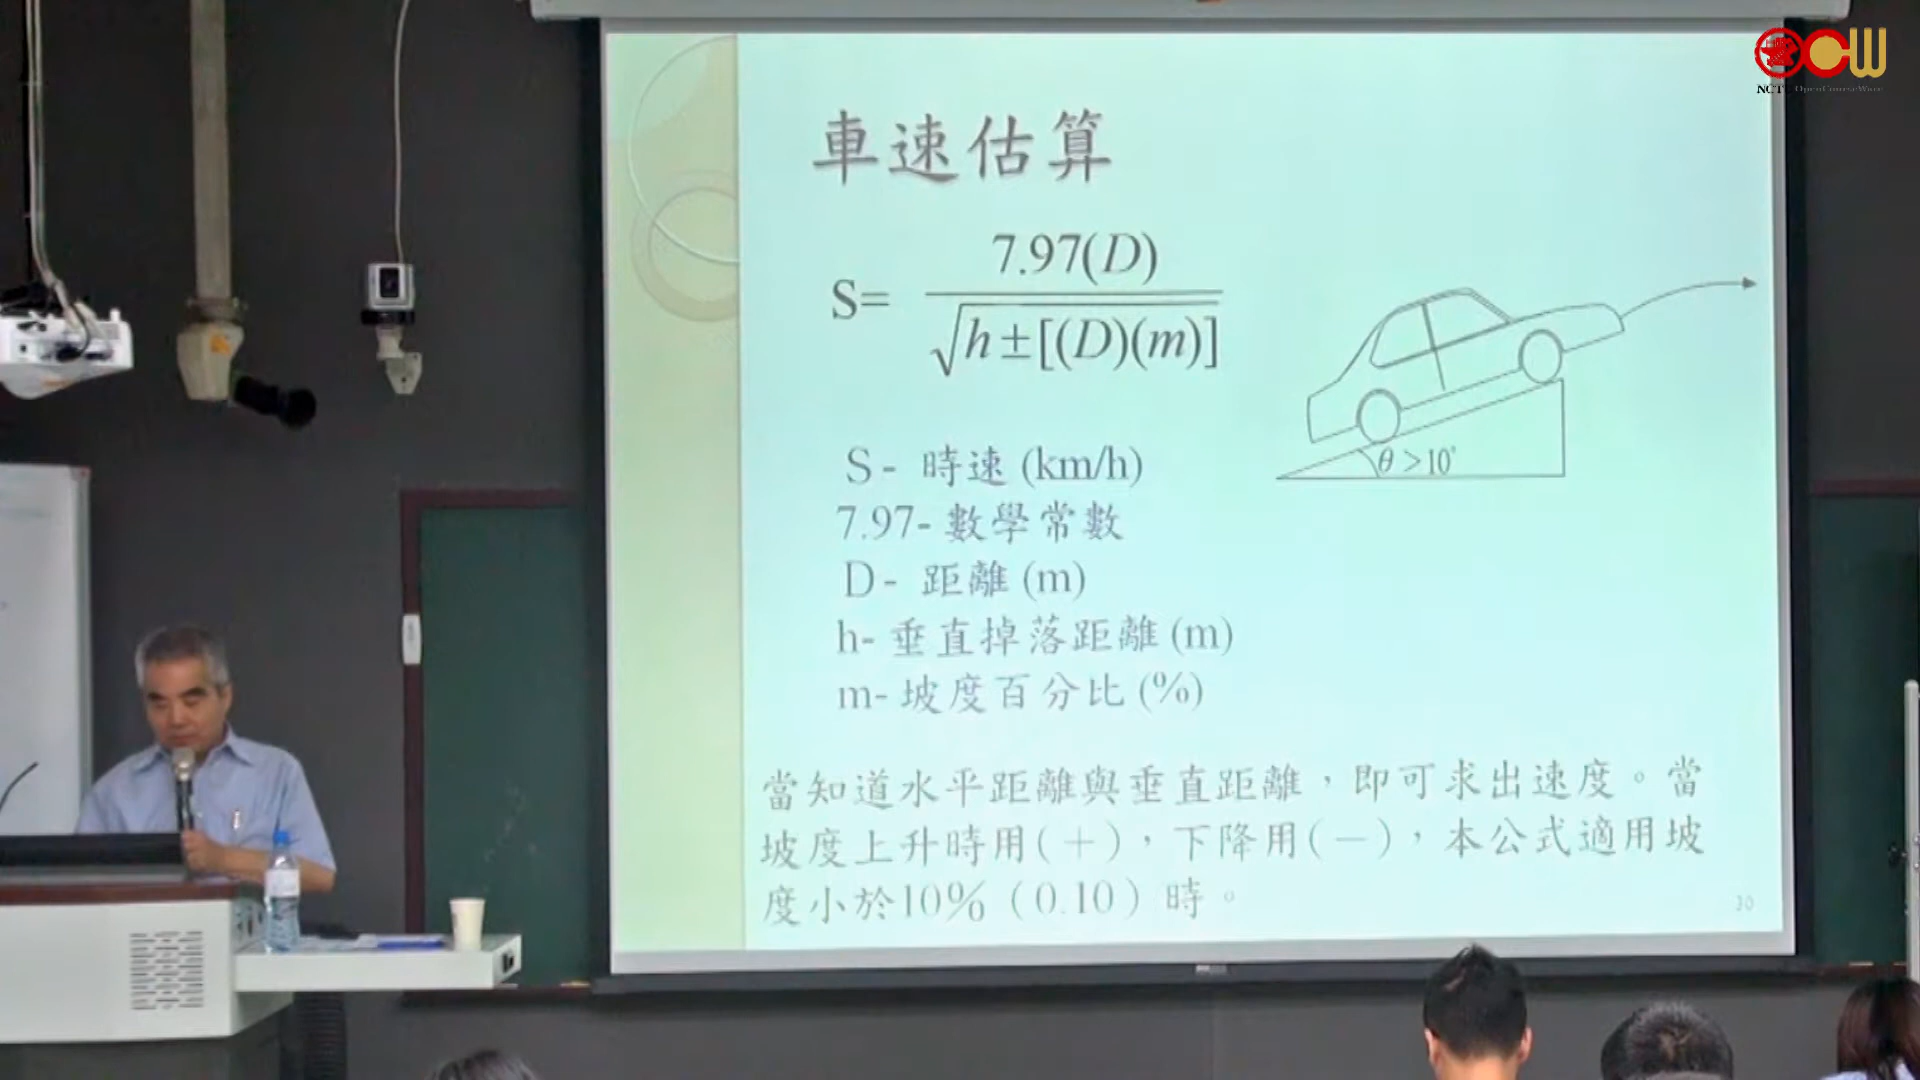 車速估算
S= 7.97(D)
√h±[(D)(m)]
θ>10°
S - 時速 (km/h)
7.97- 數學常數
D - 距離 (m)
h- 垂直掉落距離 (m)
m- 坡度百分比 (%)
當知道水平距離與垂直距離，即可求出速度。當
坡度上升時用(＋)，下降用(－)，本公式適用坡
度小於10%（0.10）時。
30
NCTU OpenCourseWare